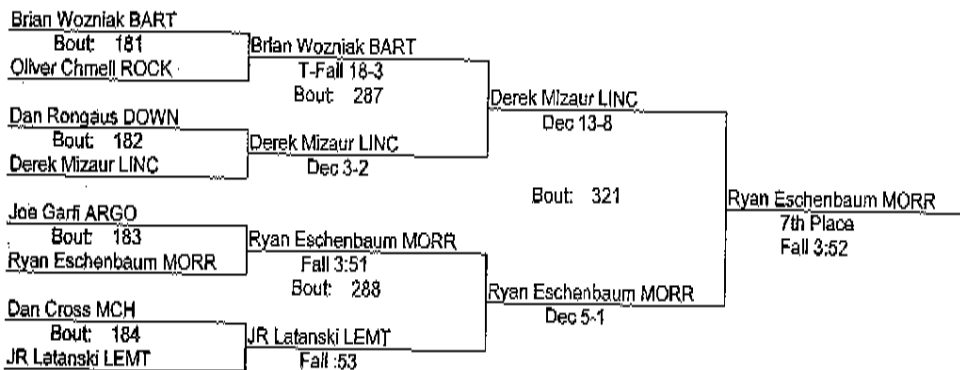 Brian Wozniak BART
Bout: 181
Oliver Chmell ROCK
Brian Wozniak BART
T-Fall 18-3
Bout: 287
Dan Rongaus DOWN
Bout: 182
Derek Mizaur LINC
Derek Mizaur LINC
Dec 3-2
Derek Mizaur LINC
Dec 13-8
Bout: 321
Joe Garfi ARGO
Bout: 183
Ryan Eschenbaum MORR
Ryan Eschenbaum MORR
Fall 3:51
Bout: 288
Dan Cross MCH
Bout: 184
JR Latanski LEMT
JR Latanski LEMT
Fall :53
Ryan Eschenbaum MORR
Dec 5-1
Ryan Eschenbaum MORR
7th Place
Fall 3:52